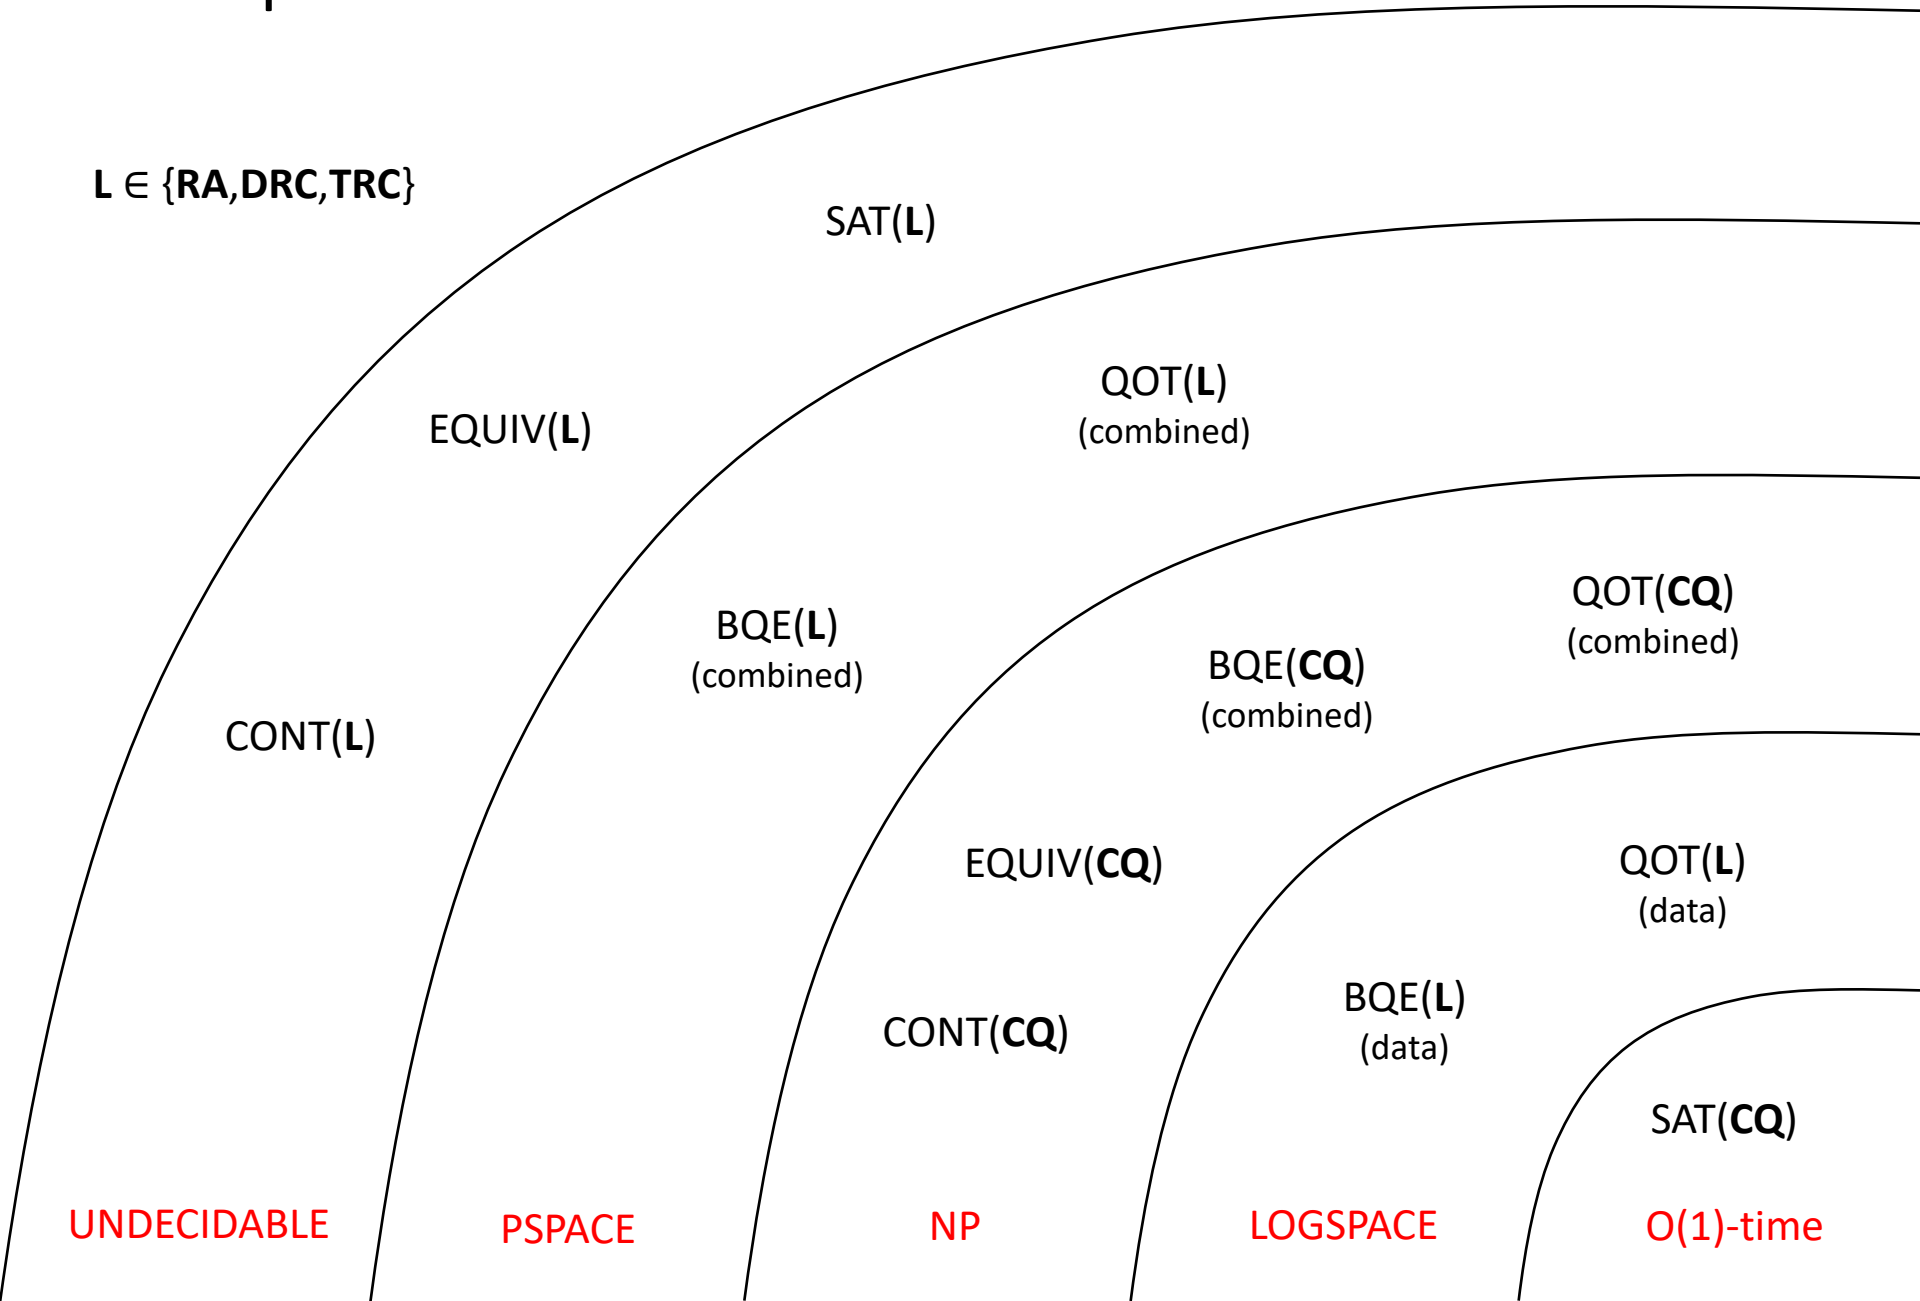 L ∈ {RA,DRC,TRC}
SAT(L)
QOT(L)
(combined)
EQUIV(L)
QOT(CQ)
(combined)
BQE(L)
(combined)
BQE(CQ)
(combined)
CONT(L)
EQUIV(CQ)
QOT(L)
(data)
BQE(L)
(data)
CONT(CQ)
SAT(CQ)
UNDECIDABLE
PSPACE
NP
LOGSPACE
O(1)-time